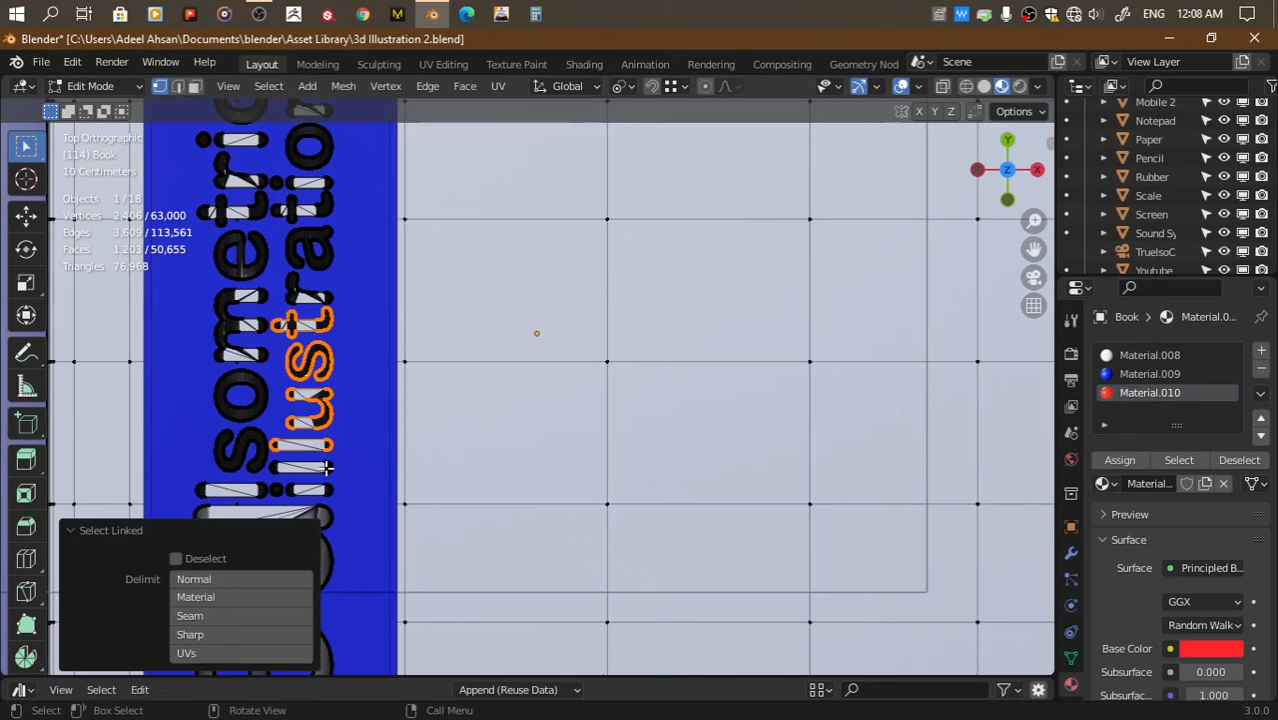 ENG
12:08 AM
Blender* [C:\Users\Adeel Ahsan\Documents\blender\Asset Library\3d Illustration 2.blend]
File Edit Render Window Help
Layout Modeling Sculpting UV Editing Texture Paint Shading Animation Rendering Compositing Geometry Nod
Scene
View Layer
Edit Mode
View Select Add Mesh Vertex Edge Face UV
Global
X Y Z
Options
Top Orthographic
(114) Book
10 Centimeters
Objects 1/18
Vertices 2,406 / 63,000
Edges 3,609 / 113,561
Faces 1,203 / 50,655
Triangles 76,968
Y
Z
X
Isometric
illustration
Mobile 2
Notepad
Paper
Pencil
Rubber
Scale
Screen
Sound Sy
TrueIsoC
Youtube
Book
Material.0
Material.008
Material.009
Material.010
Assign Select Deselect
Material...
Preview
Surface
Surface
Principled B...
GGX
Random Walk
Base Color
Subsurface
0.000
Subsurfac..
1.000
Select Linked
Deselect
Delimit
Normal
Material
Seam
Sharp
UVs
View Select Edit
Append (Reuse Data)
Select
Box Select
Rotate View
Call Menu
3.0.0